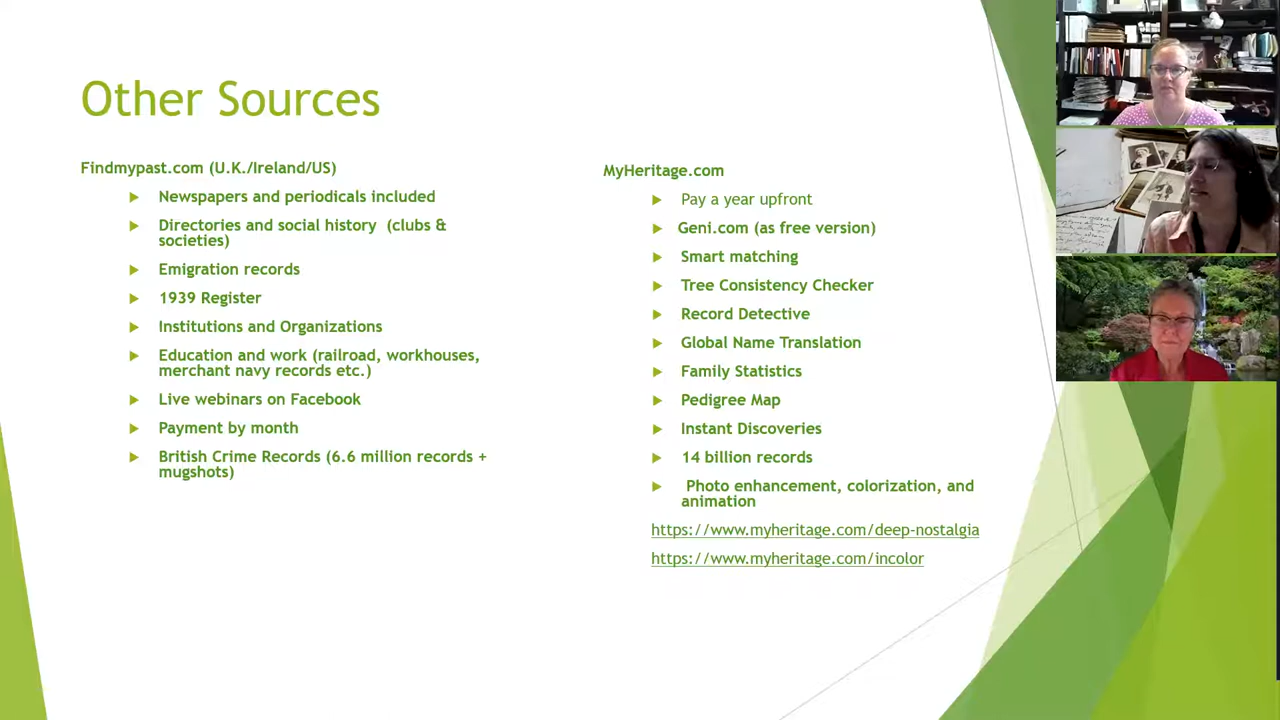 Other Sources
Findmypast.com (U.K./Ireland/US)
Newspapers and periodicals included
Directories and social history (clubs &
societies)
Emigration records
1939 Register
Institutions and Organizations
Education and work (railroad, workhouses,
merchant navy records etc.)
Live webinars on Facebook
Payment by month
British Crime Records (6.6 million records +
mugshots)
MyHeritage.com
Pay a year upfront
Geni.com (as free version)
Smart matching
Tree Consistency Checker
Record Detective
Global Name Translation
Family Statistics
Pedigree Map
Instant Discoveries
14 billion records
Photo enhancement, colorization, and
animation
https://www.myheritage.com/deep-nostalgia
https://www.myheritage.com/incolor